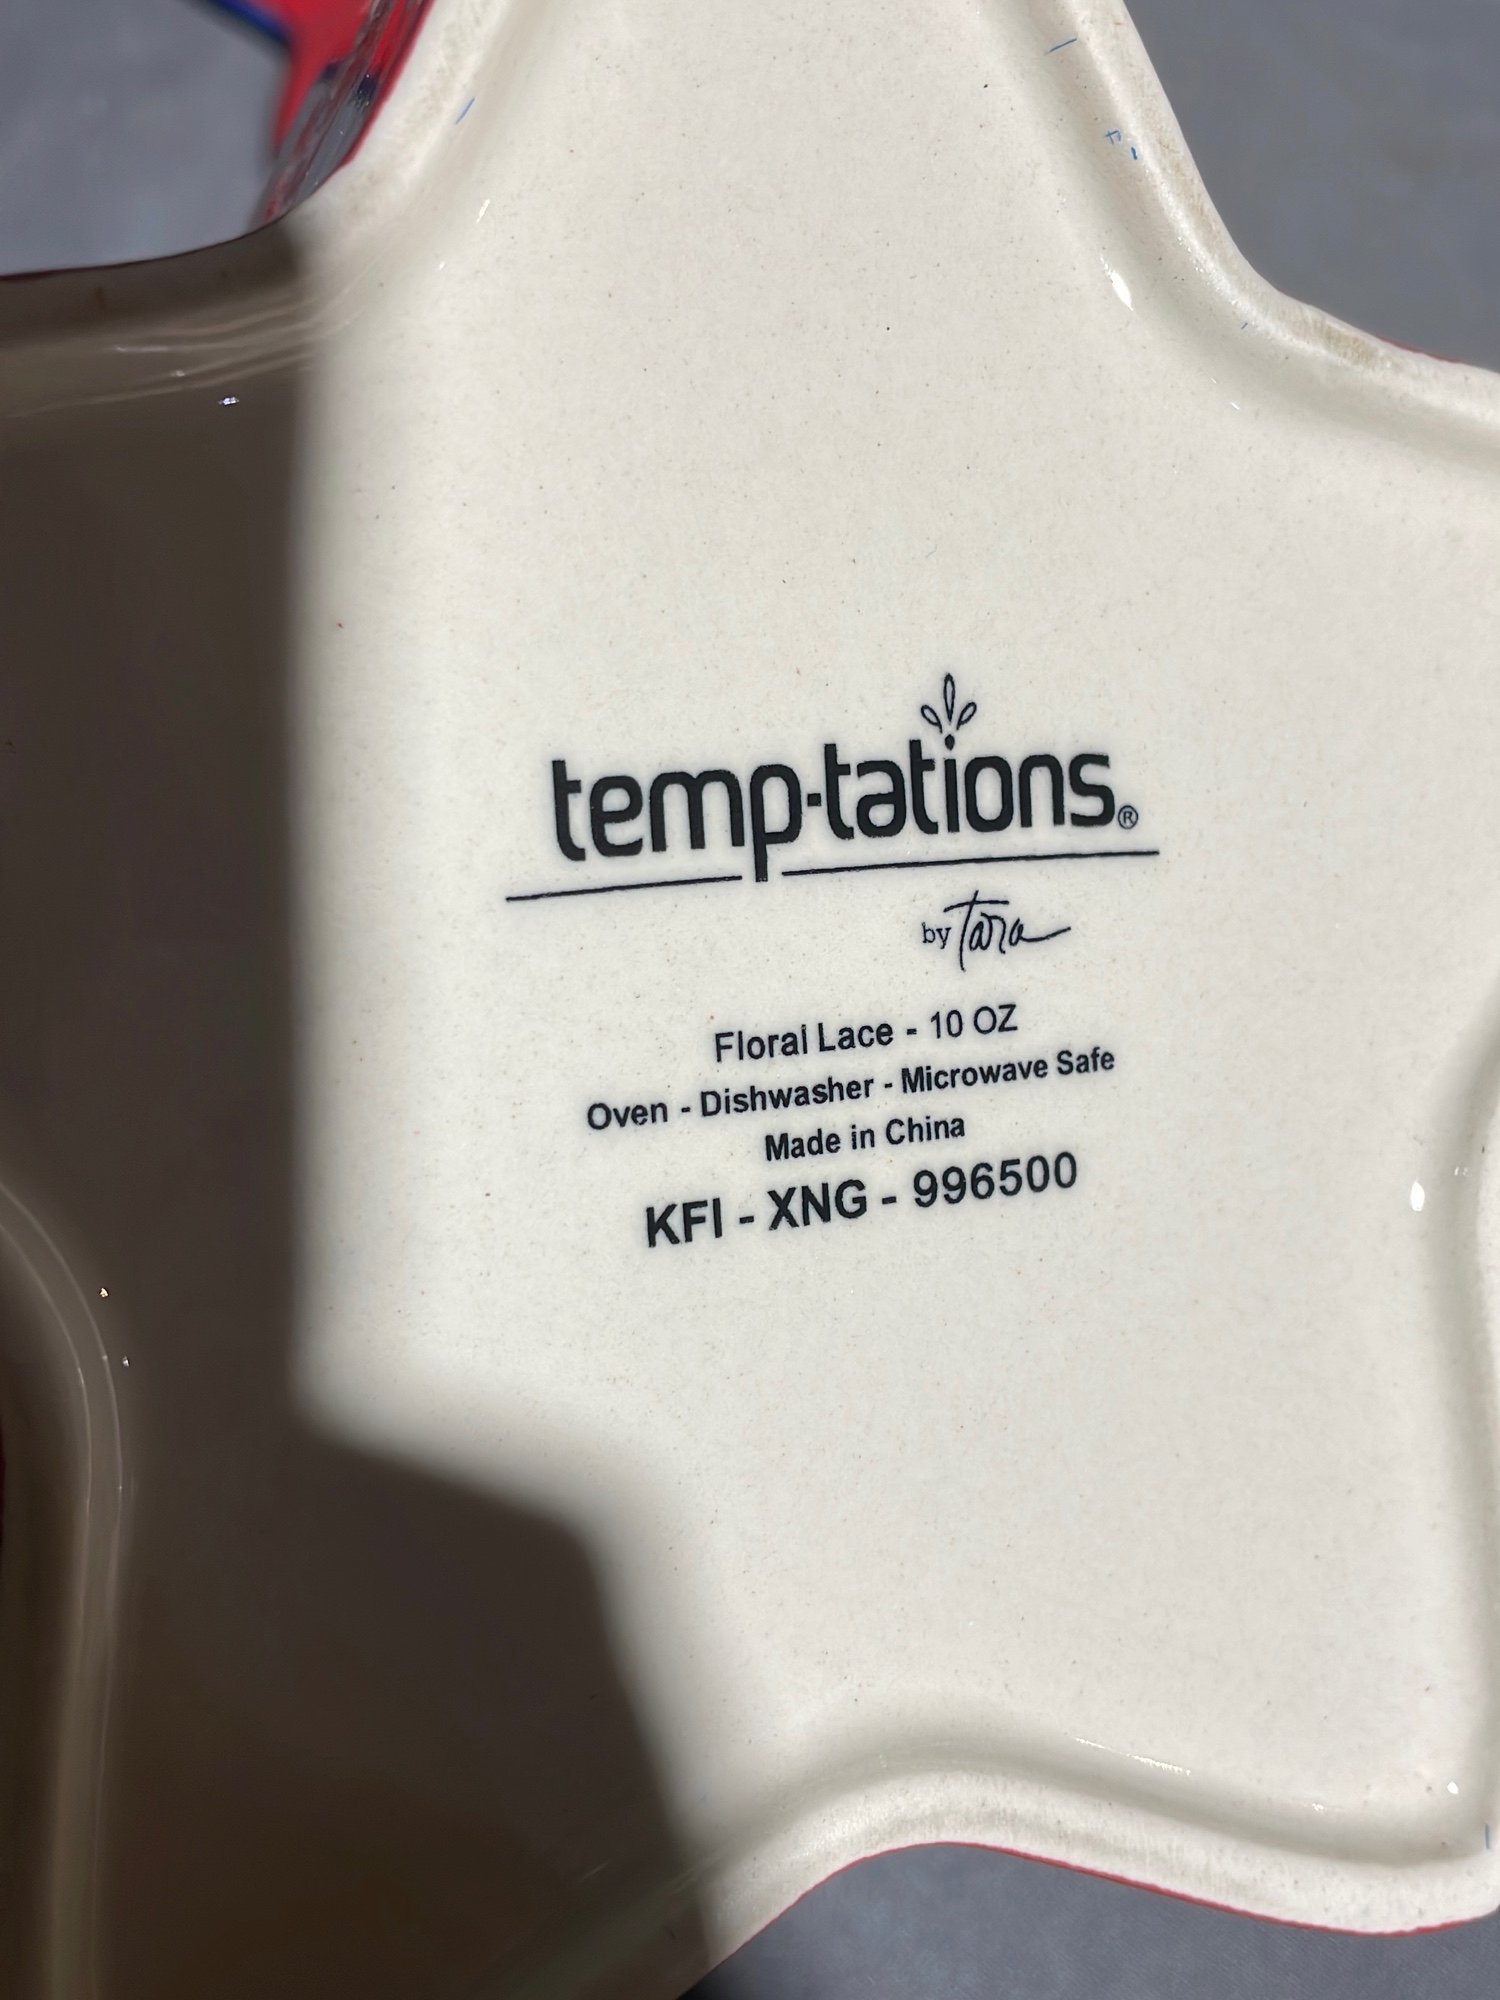 temp·tations®
by Tara
Floral Lace - 10 OZ
Oven - Dishwasher - Microwave Safe
Made in China
KFI - XNG - 996500